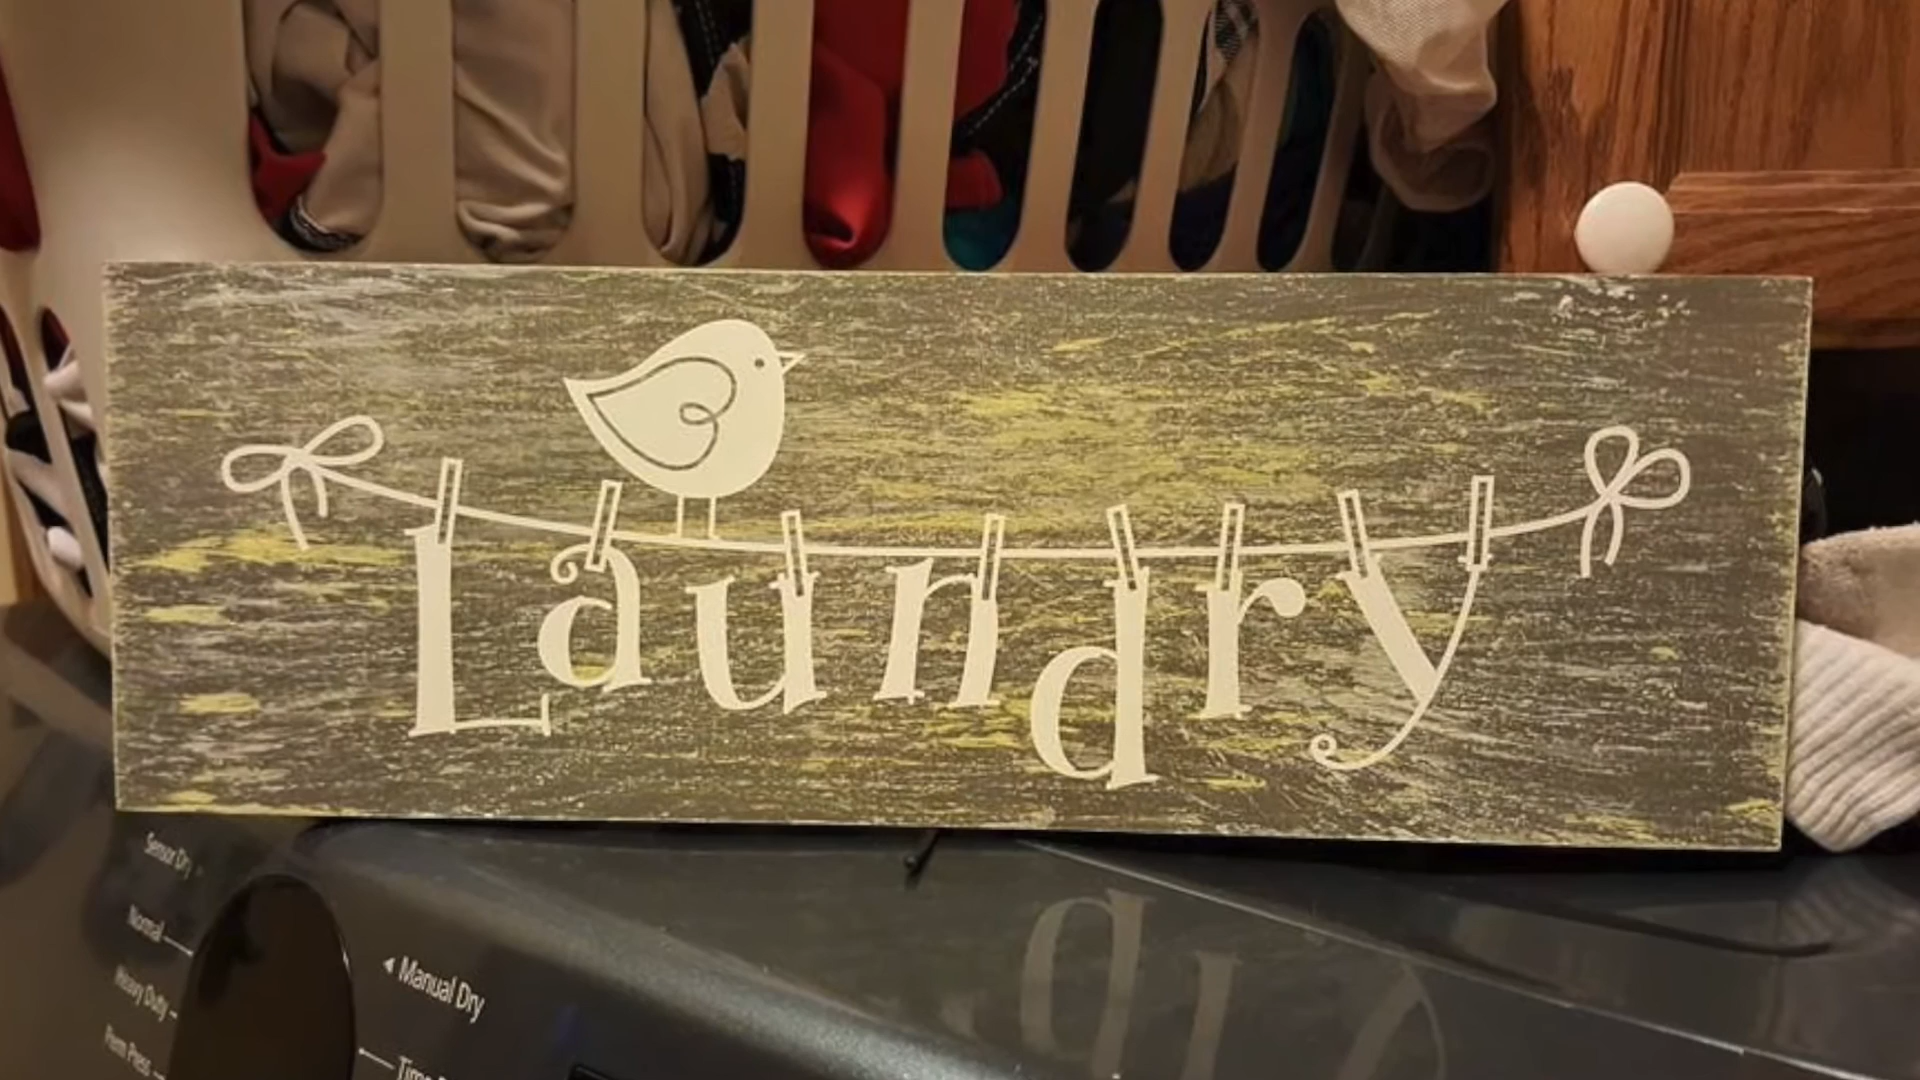 Laundry
Sensor Dry
Normal
Manual Dry
Heavy Duty
Perm Press